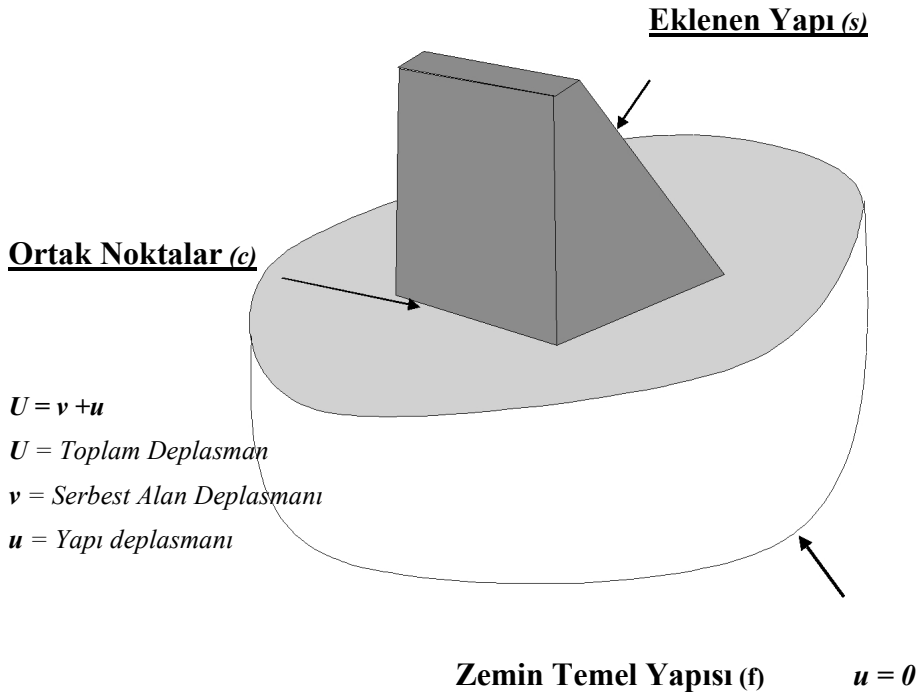 Eklenen Yapı (s)
Ortak Noktalar (c)
U = v +u
U = Toplam Deplasman
v = Serbest Alan Deplasmanı
u = Yapı deplasmanı
Zemin Temel Yapısı (f) u = 0